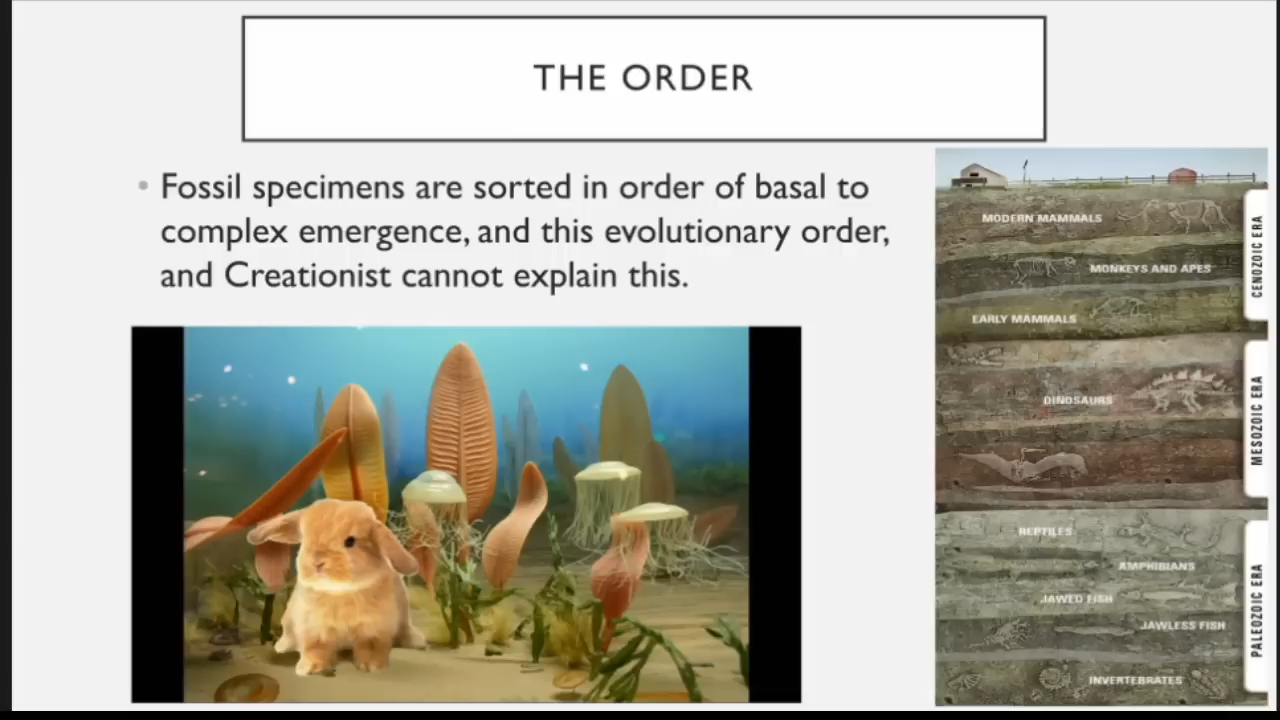 THE ORDER
• Fossil specimens are sorted in order of basal to
complex emergence, and this evolutionary order,
and Creationist cannot explain this.
MODERN MAMMALS
MONKEYS AND APES
EARLY MAMMALS
CENOZOIC ERA
DINOSAURS
MESOZOIC ERA
REPTILES
AMPHIBIANS
JAWED FISH
JAWLESS FISH
INVERTEBRATES
PALEOZOIC ERA